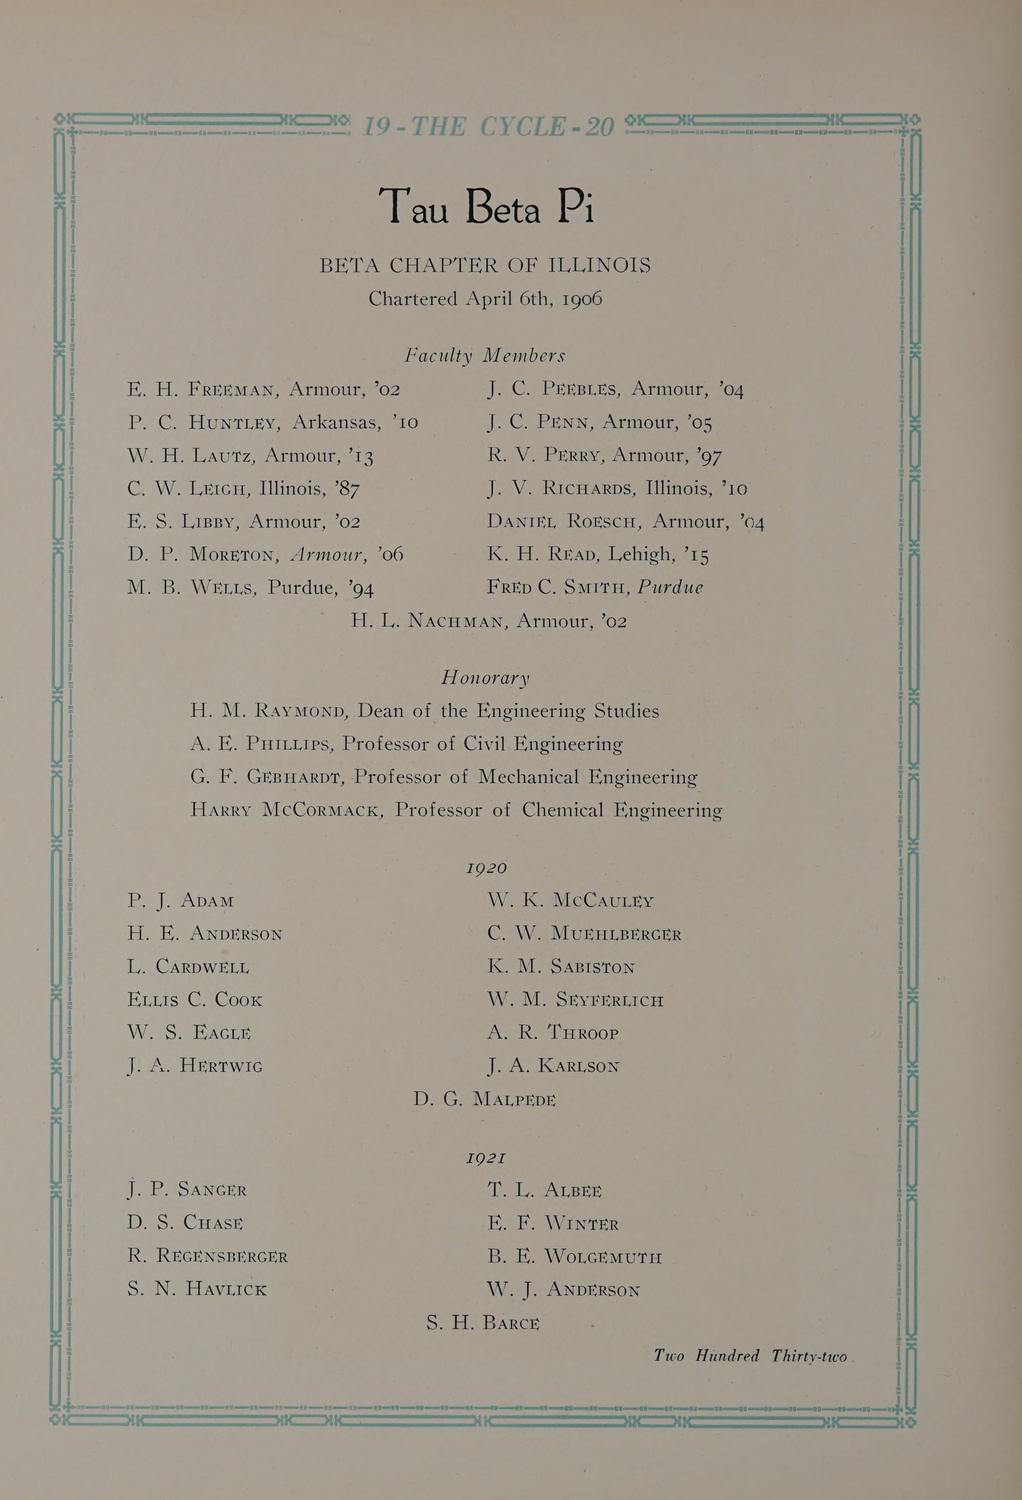 19-THE CYCLE-20
Tau Beta Pi
BETA CHAPTER OF ILLINOIS
Chartered April 6th, 1906
Faculty Members
E. H. Freeman, Armour, '02
P. C. Huntley, Arkansas, '10
W. H. Lautz, Armour, '13
C. W. Leigh, Illinois, '87
E. S. Libby, Armour, '02
D. P. Moreton, Armour, '06
M. B. Wells, Purdue, '94
J. C. Peebles, Armour, '04
J. C. Penn, Armour, '05
R. V. Perry, Armour, '97
J. V. Richards, Illinois, '10
Daniel Roesch, Armour, '04
K. H. Read, Lehigh, '15
Fred C. Smith, Purdue
H. L. Nachman, Armour, '02
Honorary
H. M. Raymond, Dean of the Engineering Studies
A. E. Phillips, Professor of Civil Engineering
G. F. Gebhardt, Professor of Mechanical Engineering
Harry McCormack, Professor of Chemical Engineering
1920
P. J. Adam
H. E. Anderson
L. Cardwell
Ellis C. Cook
W. S. Eagle
J. A. Hertwig
W. K. McCauley
C. W. Muehlberger
K. M. Sabiston
W. M. Seyferlich
A. R. Throop
J. A. Karlson
D. G. Malpede
1921
J. P. Sanger
D. S. Chase
R. Regensberger
S. N. Havlick
T. L. Albee
E. F. Winter
B. E. Wolgemuth
W. J. Anderson
S. H. Barce
Two Hundred Thirty-two